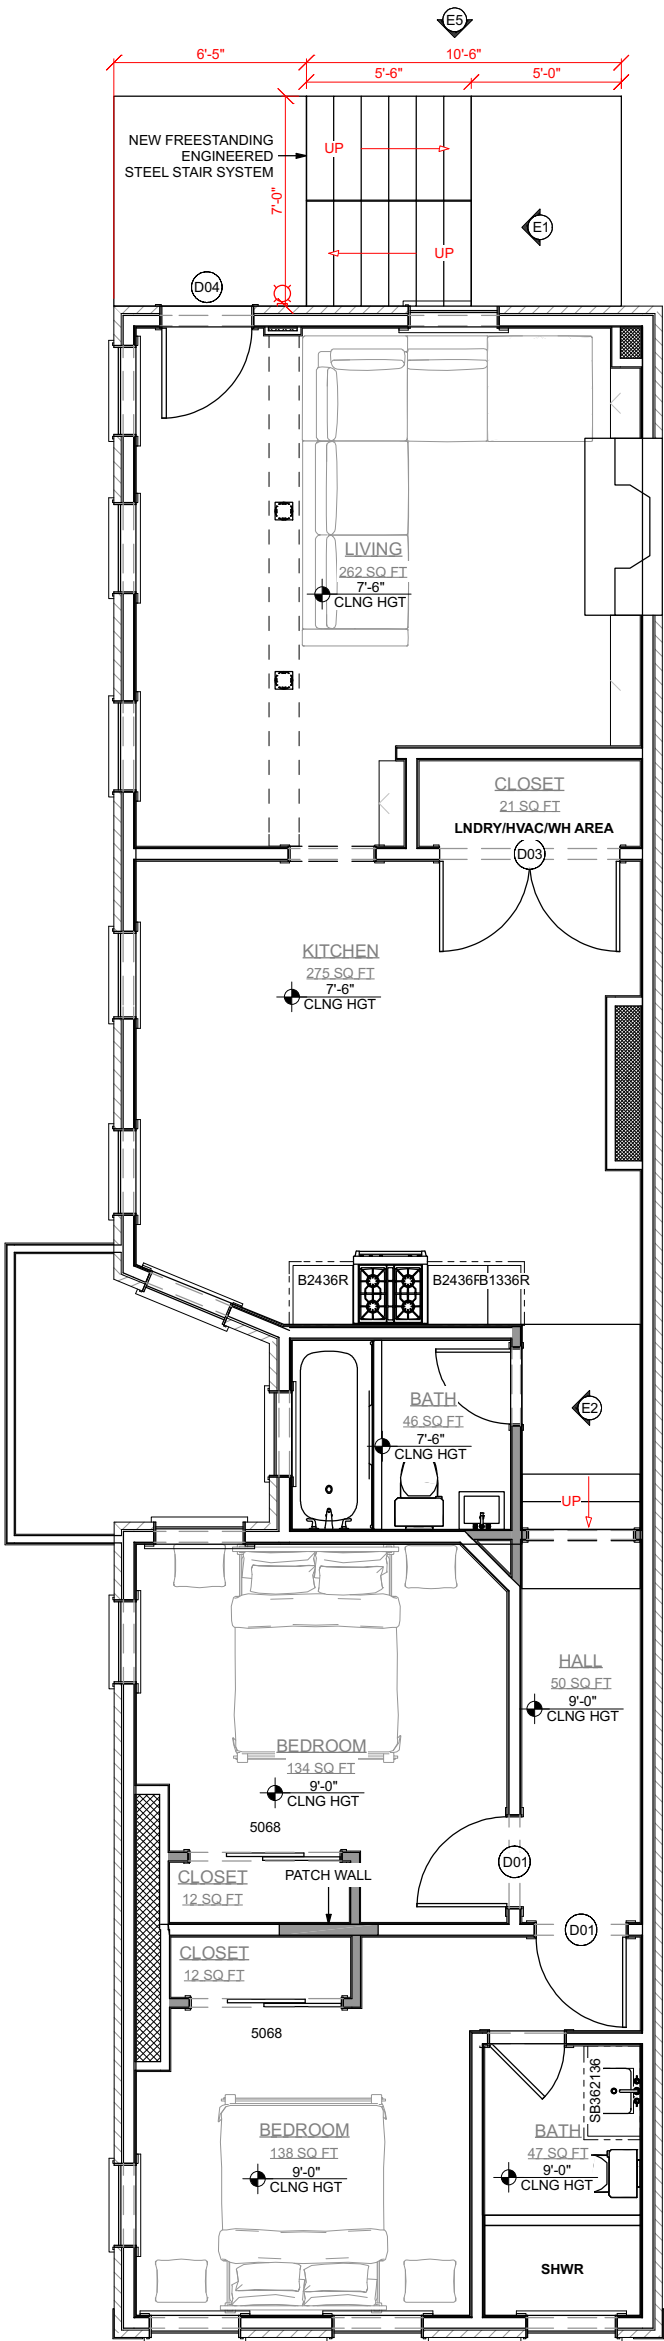 E5
6'-5"
10'-6"
5'-6"
5'-0"
NEW FREESTANDING
ENGINEERED
STEEL STAIR SYSTEM
UP
7'-0"
E1
UP
D04
LIVING
262 SQ FT
7'-6"
CLNG HGT
CLOSET
21 SQ FT
LNDRY/HVAC/WH AREA
D03
KITCHEN
275 SQ FT
7'-6"
CLNG HGT
B2436R
B2436R
B1336R
BATH
46 SQ FT
7'-6"
CLNG HGT
E2
UP
HALL
50 SQ FT
9'-0"
CLNG HGT
BEDROOM
134 SQ FT
9'-0"
CLNG HGT
5068
D01
CLOSET
12 SQ FT
PATCH WALL
D01
CLOSET
12 SQ FT
5068
SB362136
BEDROOM
138 SQ FT
9'-0"
CLNG HGT
BATH
47 SQ FT
9'-0"
CLNG HGT
SHWR